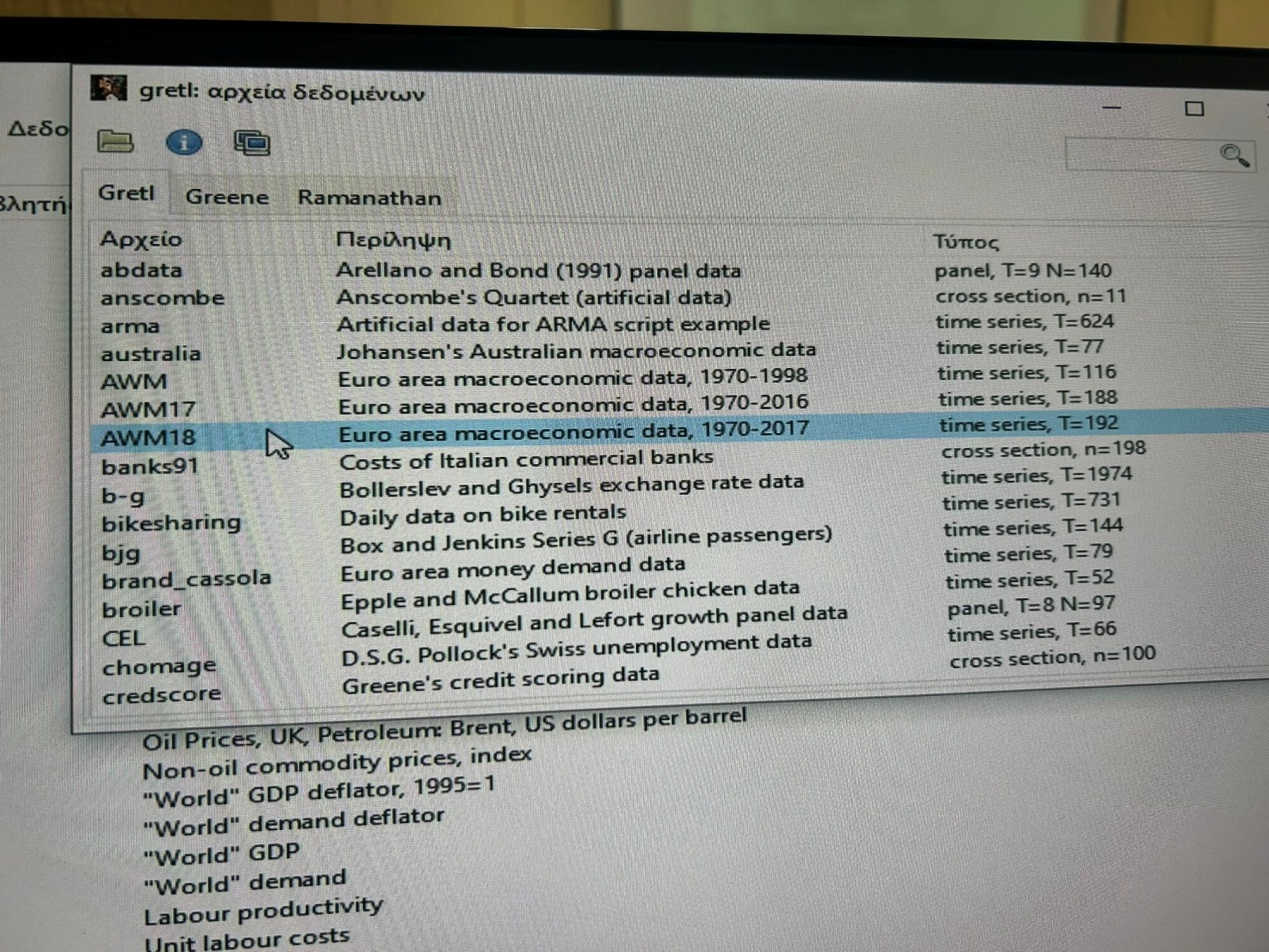 gretl: αρχεία δεδομένων
Δεδο
βλητή
Gretl Greene Ramanathan
Αρχείο Περίληψη Τύπος
abdata Arellano and Bond (1991) panel data panel, T=9 N=140
anscombe Anscombe's Quartet (artificial data) cross section, n=11
arma Artificial data for ARMA script example time series, T=624
australia Johansen's Australian macroeconomic data time series, T=77
AWM Euro area macroeconomic data, 1970-1998 time series, T=116
AWM17 Euro area macroeconomic data, 1970-2016 time series, T=188
AWM18 Euro area macroeconomic data, 1970-2017 time series, T=192
banks91 Costs of Italian commercial banks cross section, n=198
b-g Bollerslev and Ghysels exchange rate data time series, T=1974
bikesharing Daily data on bike rentals time series, T=731
bjg Box and Jenkins Series G (airline passengers) time series, T=144
brand_cassola Euro area money demand data time series, T=79
broiler Epple and McCallum broiler chicken data time series, T=52
CEL Caselli, Esquivel and Lefort growth panel data panel, T=8 N=97
chomage D.S.G. Pollock's Swiss unemployment data time series, T=66
credscore Greene's credit scoring data cross section, n=100
Oil Prices, UK, Petroleum: Brent, US dollars per barrel
Non-oil commodity prices, index
"World" GDP deflator, 1995=1
"World" demand deflator
"World" GDP
"World" demand
Labour productivity
Unit labour costs